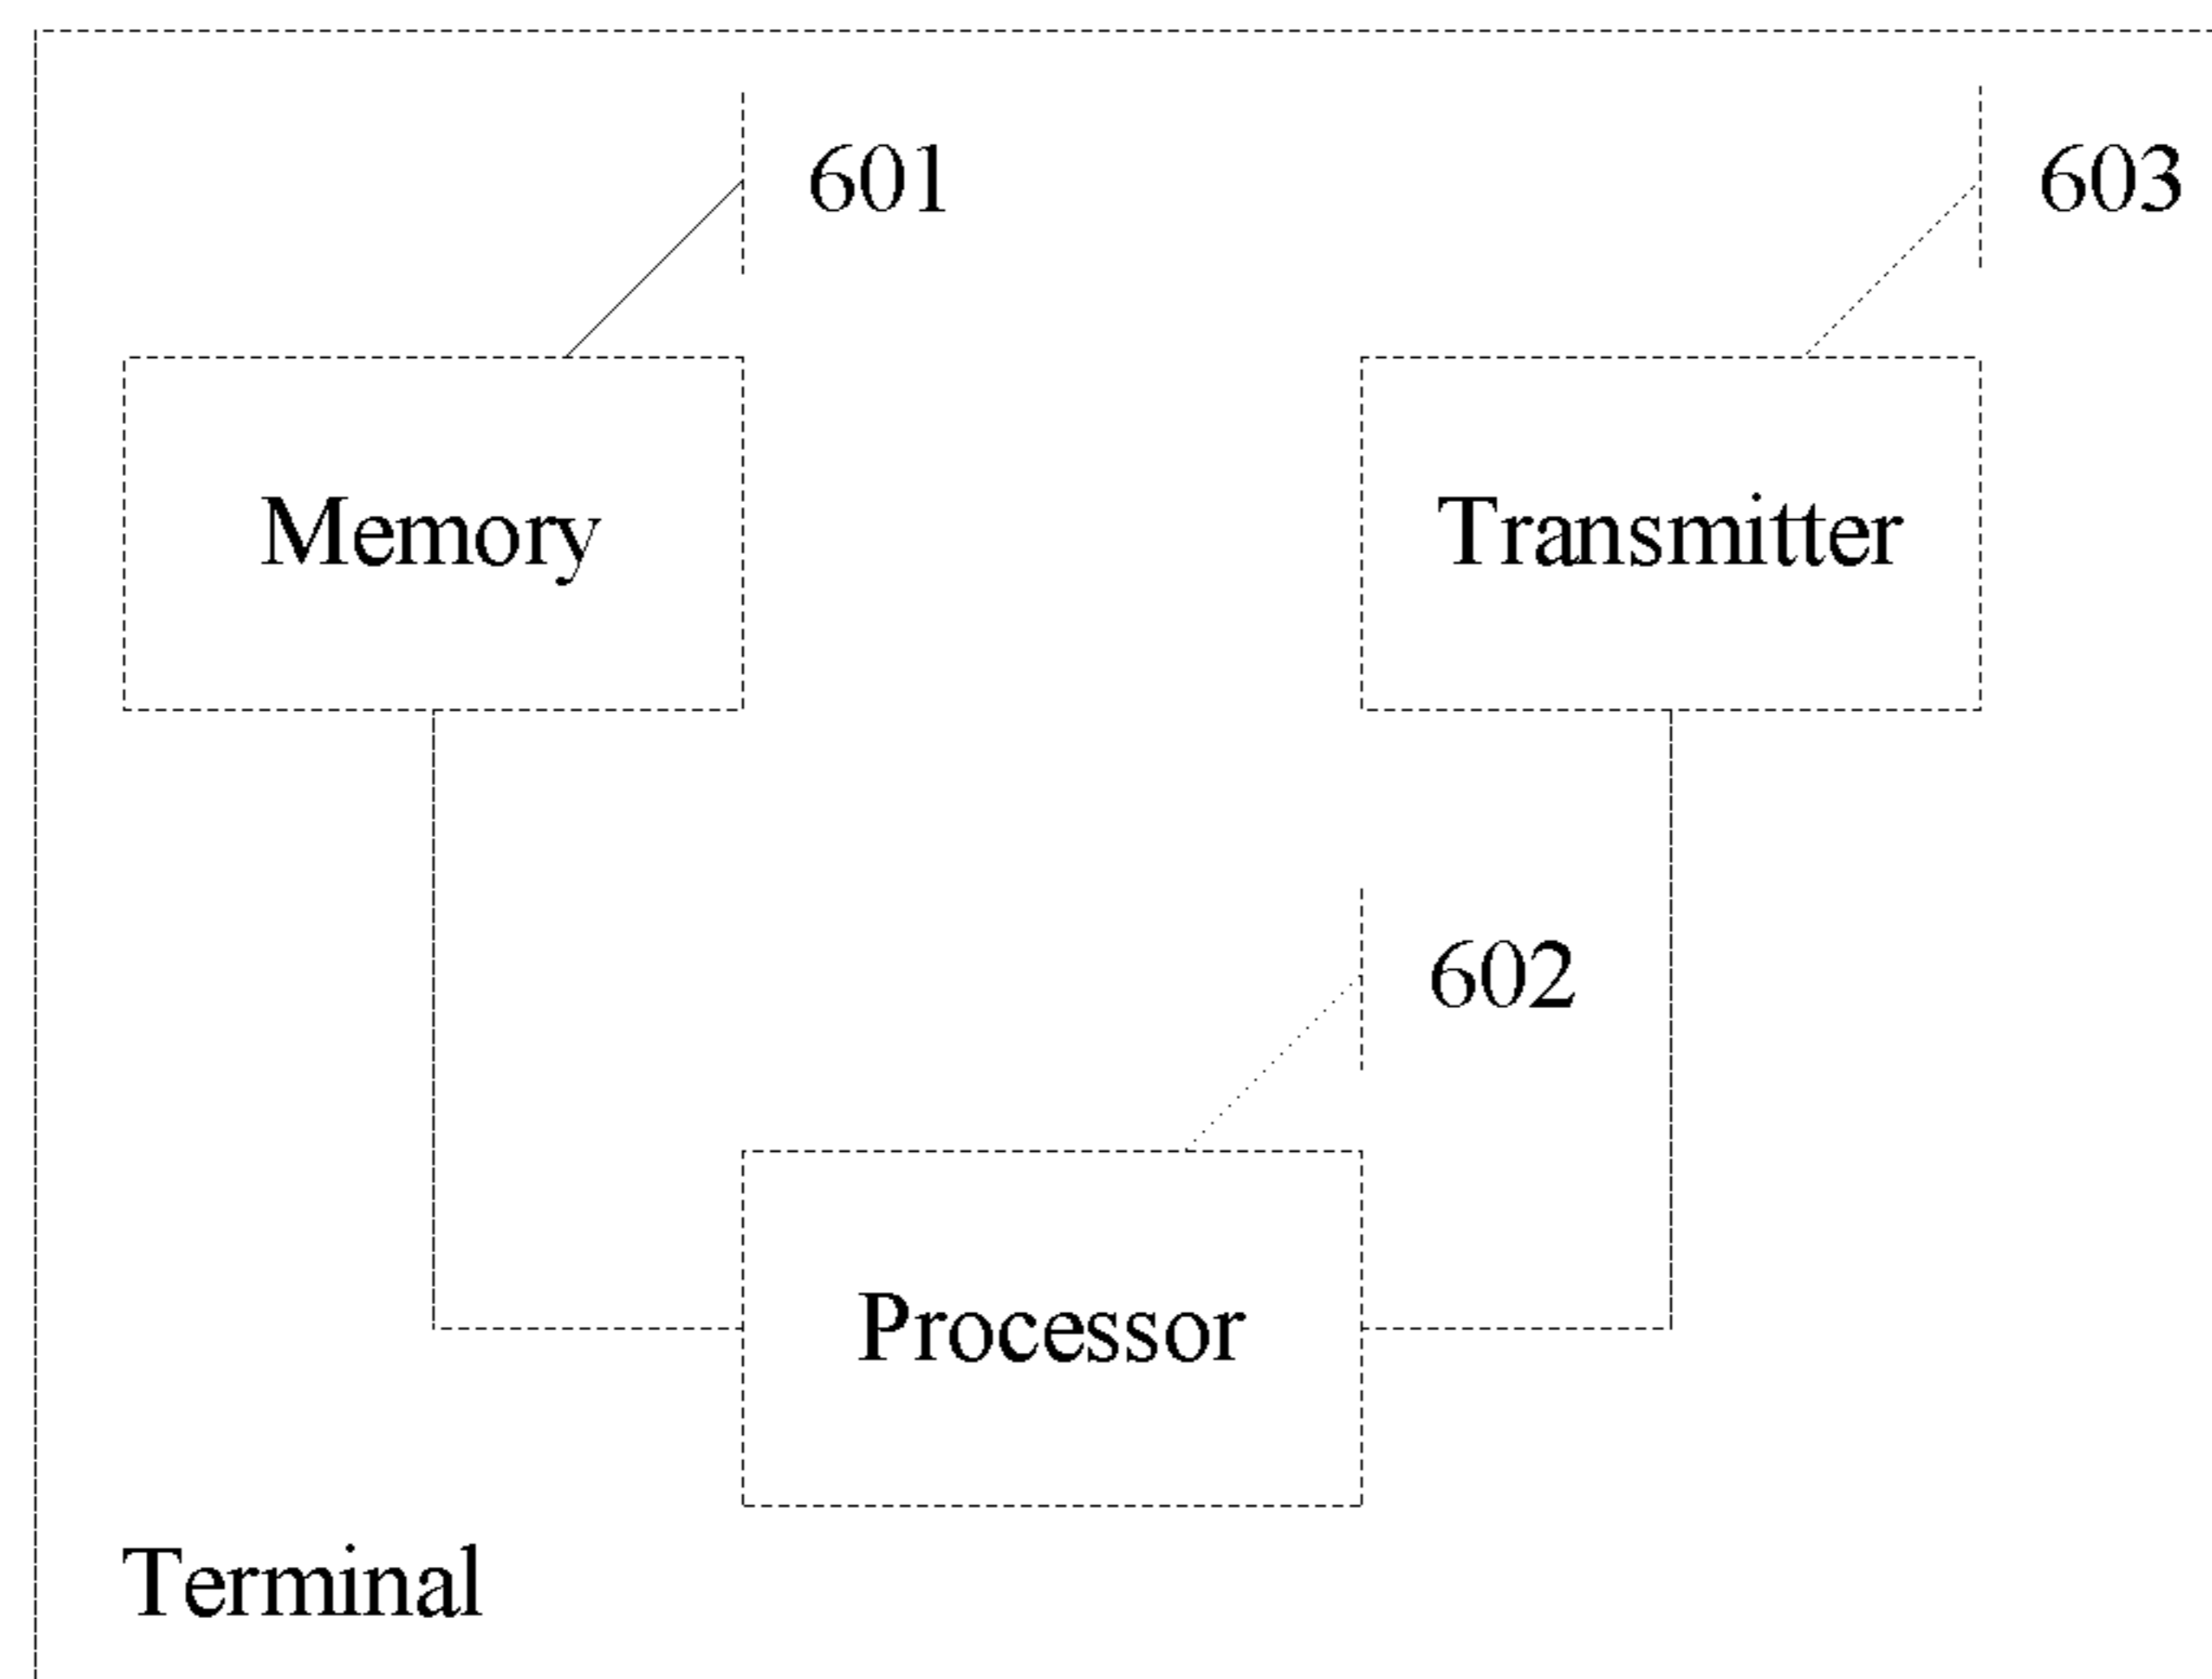 601
603
Memory
Transmitter
602
Processor
Terminal